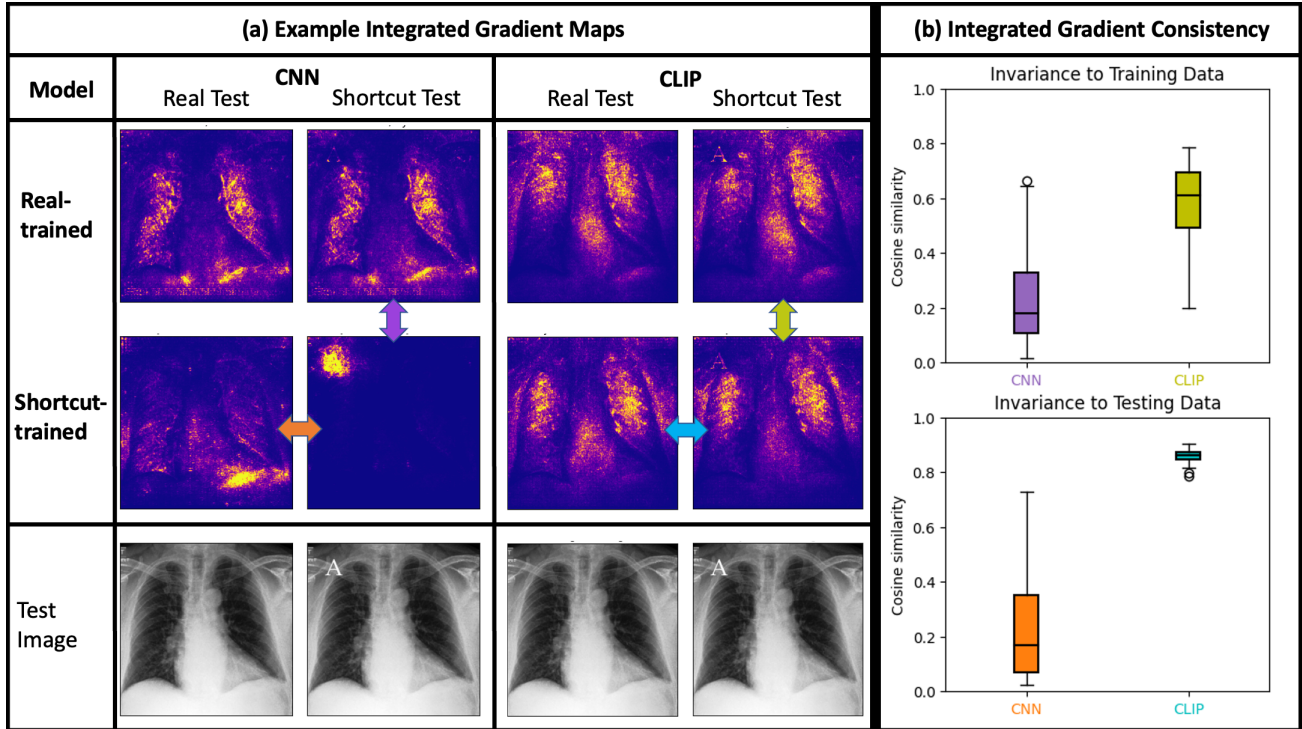 (a) Example Integrated Gradient Maps
(b) Integrated Gradient Consistency
Model
CNN
Real Test
Shortcut Test
CLIP
Real Test
Shortcut Test
Real-
trained
A
Shortcut-
trained
A
Test
Image
A
A
Invariance to Training Data
Cosine similarity
1.0
0.8
0.6
0.4
0.2
0.0
CNN
CLIP
Invariance to Testing Data
Cosine similarity
1.0
0.8
0.6
0.4
0.2
0.0
CNN
CLIP